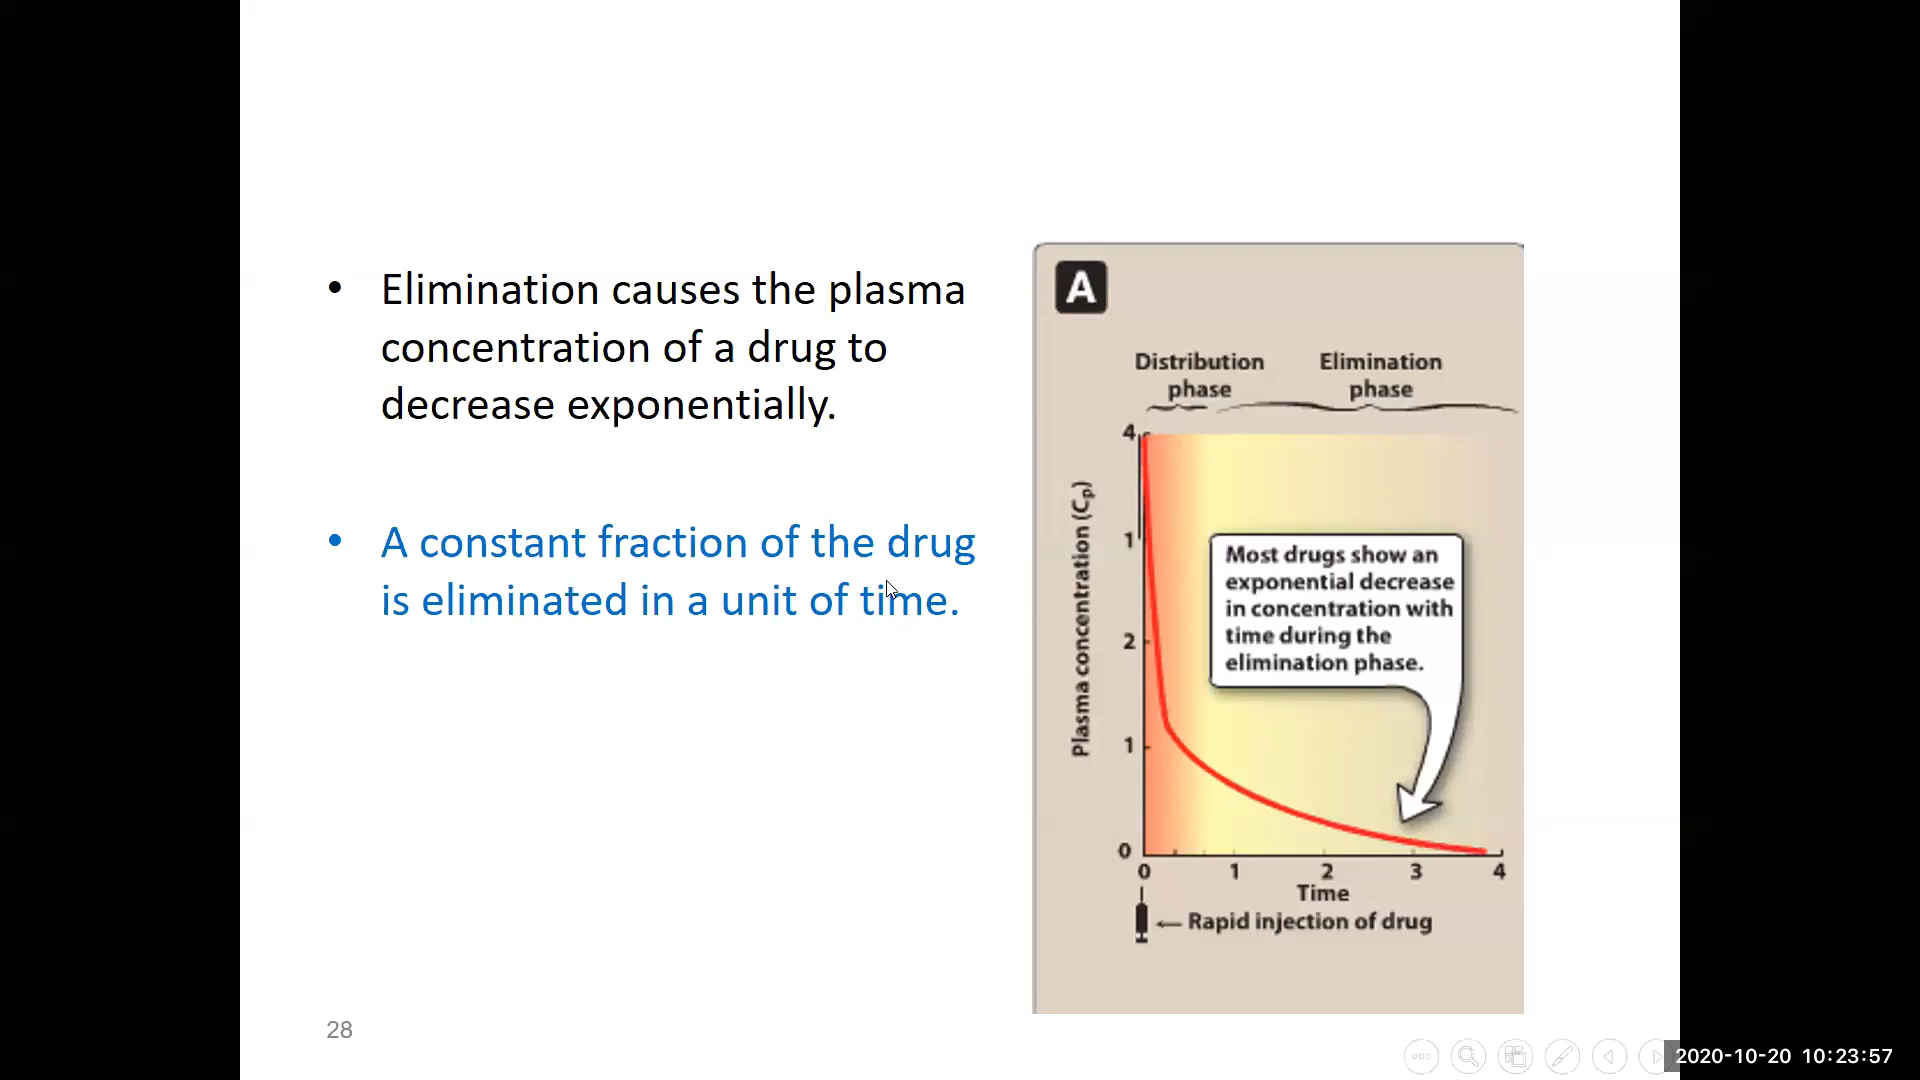 • Elimination causes the plasma
concentration of a drug to
decrease exponentially.
• A constant fraction of the drug
is eliminated in a unit of time.
A
Distribution
phase
Elimination
phase
Plasma concentration (Cp)
4
1
2
1
0
Most drugs show an
exponential decrease
in concentration with
time during the
elimination phase.
0 1 2 3 4
Time
← Rapid injection of drug
28
2020-10-20 10:23:57